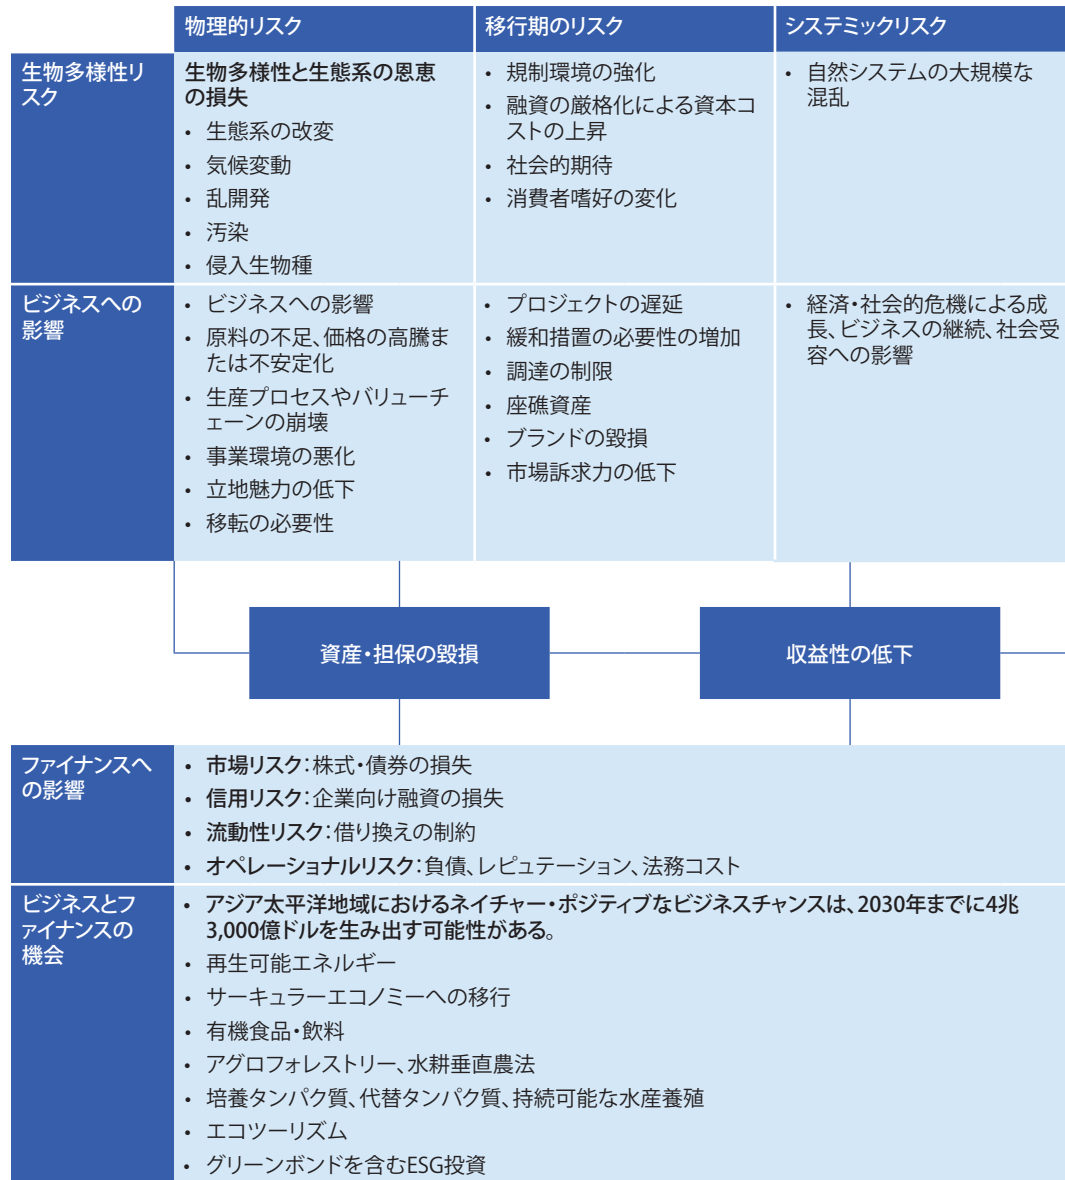 物理的リスク
移行期のリスク
システミックリスク
生物多様性リ
スク
生物多様性と生態系の恩恵
の損失
• 生態系の改変
• 気候変動
• 乱開発
• 汚染
• 侵入生物種
• 規制環境の強化
• 融資の厳格化による資本コ
ストの上昇
• 社会的期待
• 消費者嗜好の変化
• 自然システムの大規模な
混乱
ビジネスへの
影響
• ビジネスへの影響
• 原料の不足、価格の高騰ま
たは不安定化
• 生産プロセスやバリューチ
ェーンの崩壊
• 事業環境の悪化
• 立地魅力の低下
• 移転の必要性
• プロジェクトの遅延
• 緩和措置の必要性の増加
• 調達の制限
• 座礁資産
• ブランドの毀損
• 市場訴求力の低下
• 経済・社会的危機による成
長、ビジネスの継続、社会受
容への影響
資産・担保の毀損
収益性の低下
ファイナンスへ
の影響
• 市場リスク：株式・債券の損失
• 信用リスク：企業向け融資の損失
• 流動性リスク：借り換えの制約
• オペレーショナルリスク：負債、レピュテーション、法務コスト
ビジネスとフ
ァイナンスの
機会
• アジア太平洋地域におけるネイチャー・ポジティブなビジネスチャンスは、2030年までに4兆
3,000億ドルを生み出す可能性がある。
• 再生可能エネルギー
• サーキュラーエコノミーへの移行
• 有機食品・飲料
• アグロフォレストリー、水耕垂直農法
• 培養タンパク質、代替タンパク質、持続可能な水産養殖
• エコツーリズム
• グリーンボンドを含むESG投資